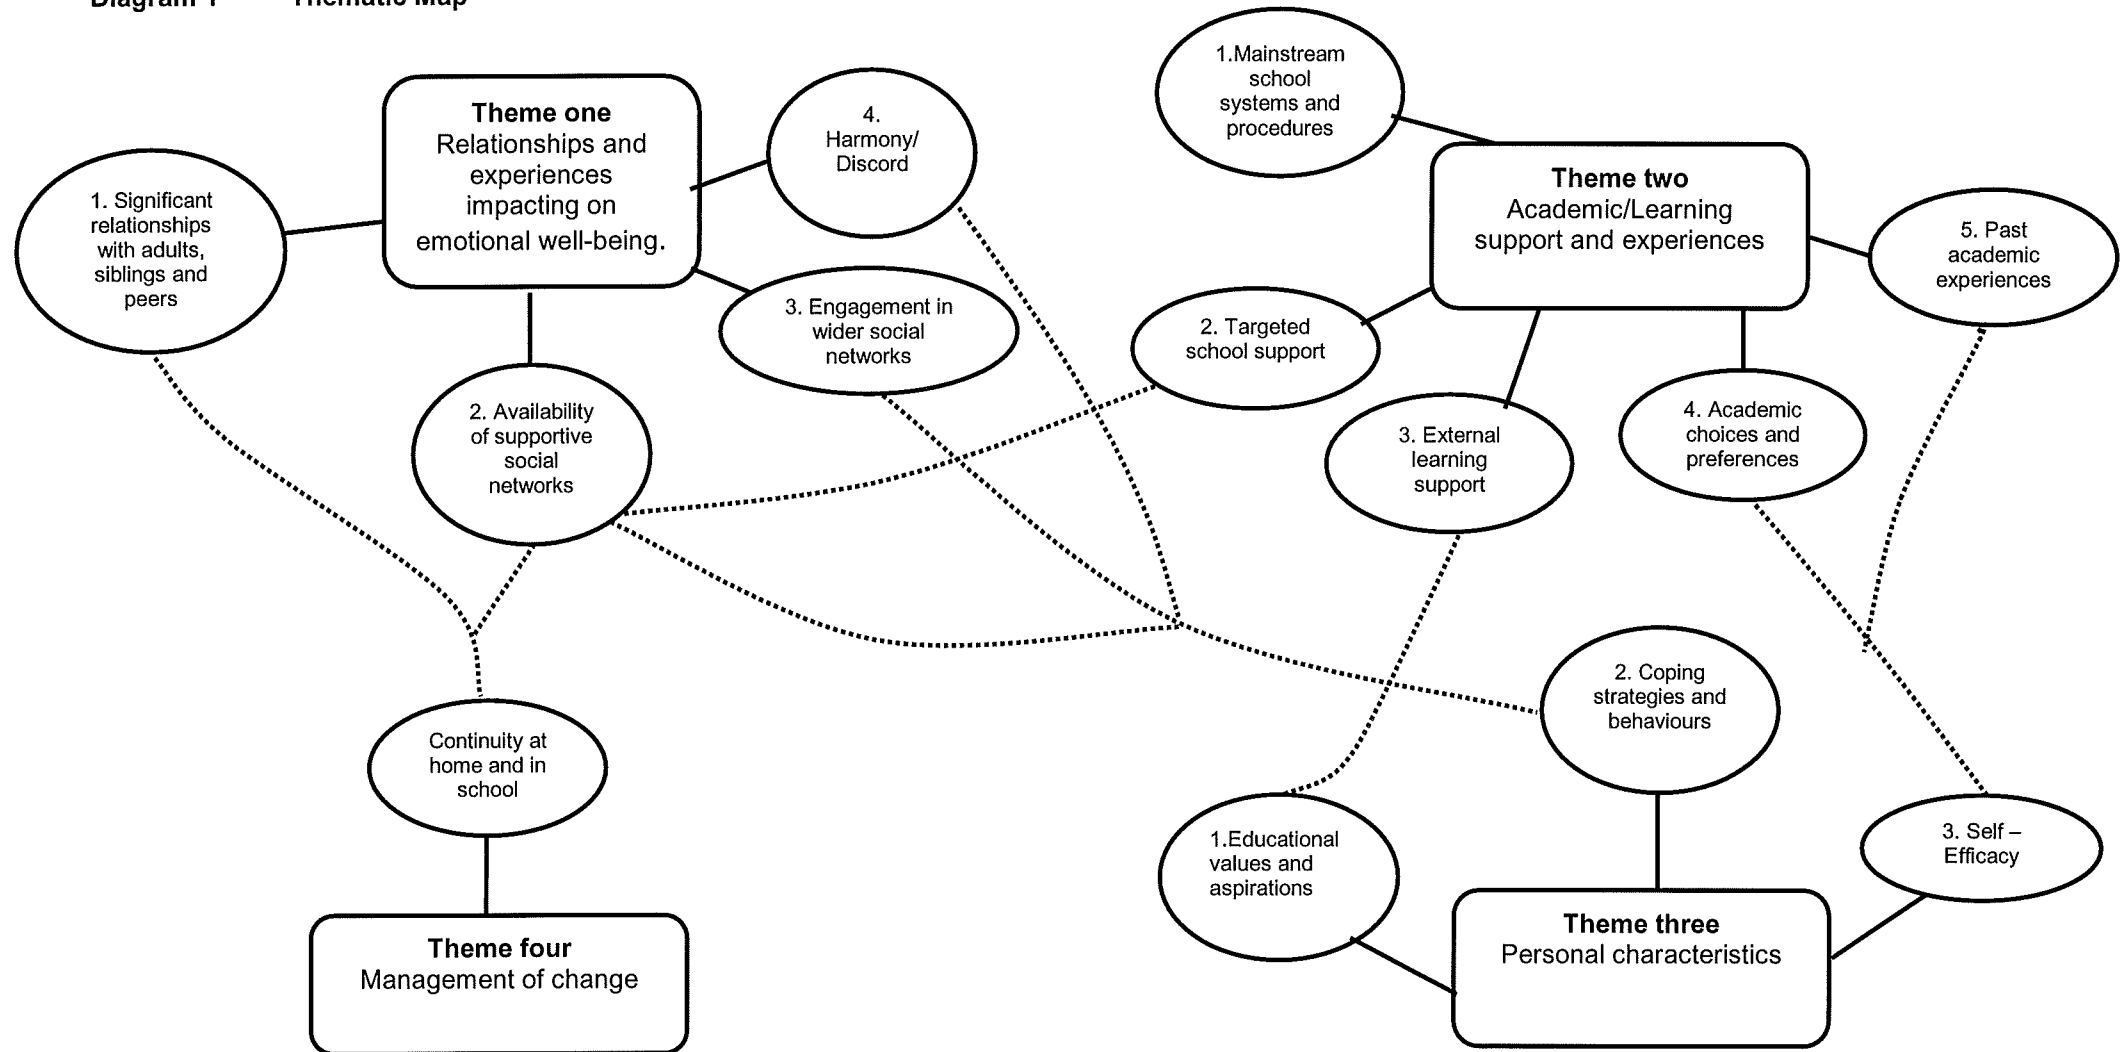 Diagram 1 Thematic Map
Theme one
Relationships and
experiences
impacting on
emotional well-being.
1. Significant
relationships
with adults,
siblings and
peers
2. Availability
of supportive
social
networks
3. Engagement in
wider social
networks
4.
Harmony/
Discord
Theme two
Academic/Learning
support and experiences
1.Mainstream
school
systems and
procedures
2. Targeted
school support
3. External
learning
support
4. Academic
choices and
preferences
5. Past
academic
experiences
Continuity at
home and in
school
Theme four
Management of change
1.Educational
values and
aspirations
2. Coping
strategies and
behaviours
3. Self –
Efficacy
Theme three
Personal characteristics